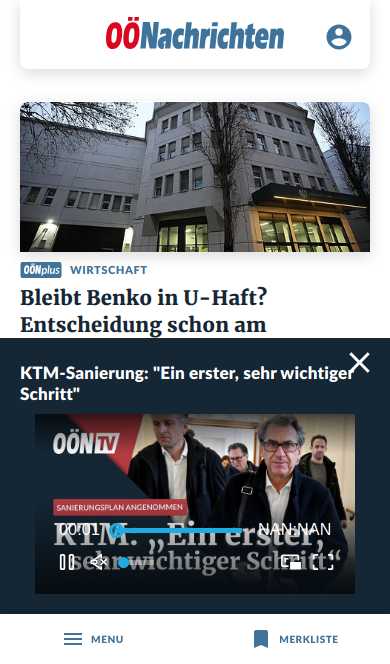 OÖNachrichten
OÖNplus WIRTSCHAFT
Bleibt Benko in U-Haft?
Entscheidung schon am
KTM-Sanierung: "Ein erster, sehr wichtiger
Schritt"
OÖN TV
SANIERUNGSPLAN ANGENOMMEN
00:01
NAN:NAN
KTM: „Ein erster,
sehr wichtiger Schritt“
MENU
MERKLISTE